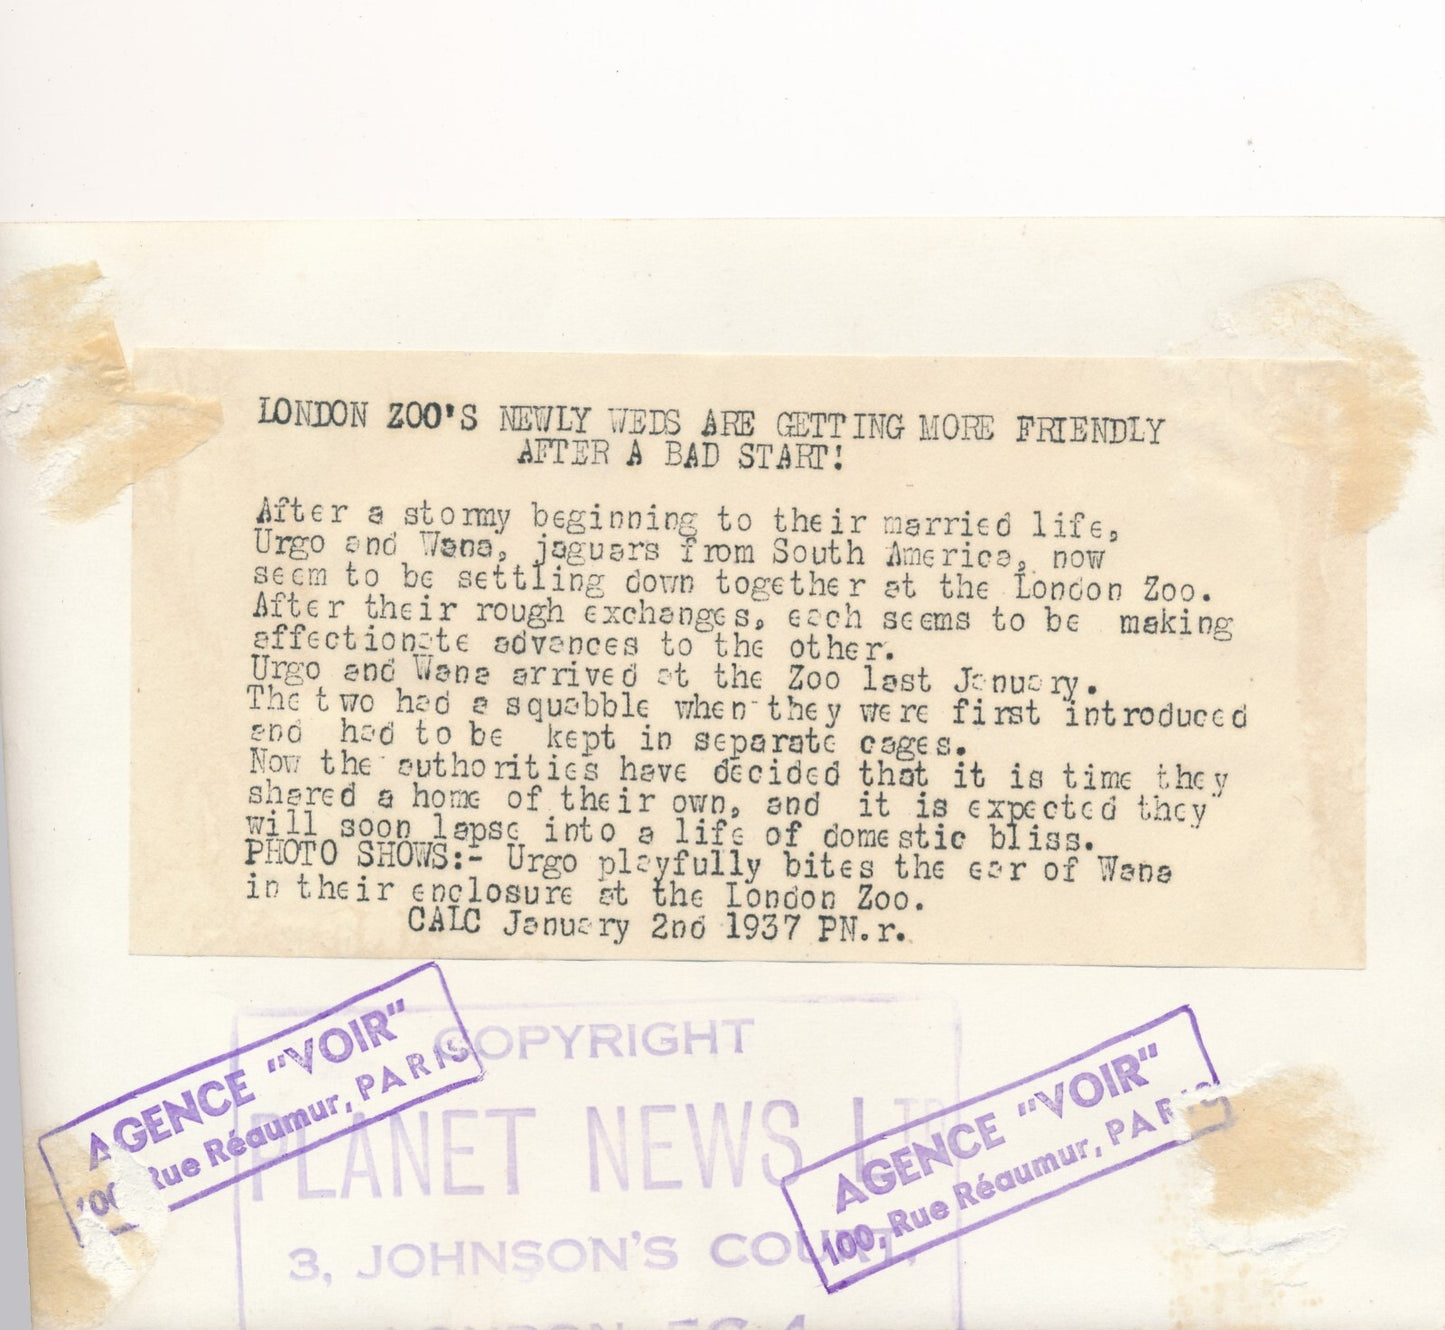 LONDON ZOO'S NEWLY WEDS ARE GETTING MORE FRIENDLY
AFTER A BAD START!
After a stormy beginning to their married life,
Urgo and Wana, jaguars from South America, now
seem to be settling down together at the London Zoo.
After their rough exchanges, each seems to be making
affectionate advances to the other.
Urgo and Wana arrived at the Zoo last January.
The two had a squabble when they were first introduced
and had to be kept in separate cages.
Now the authorities have decided that it is time they
shared a home of their own, and it is expected they
will soon lapse into a life of domestic bliss.
PHOTO SHOWS:- Urgo playfully bites the ear of Wana
in their enclosure at the London Zoo.
CALC January 2nd 1937 PN.r.
AGENCE "VOIR"
100, Rue Réaumur, PARIS
COPYRIGHT
PLANET NEWS LTD
3, JOHNSON'S COURT,
LONDON, EC 4
AGENCE "VOIR"
100, Rue Réaumur, PARIS